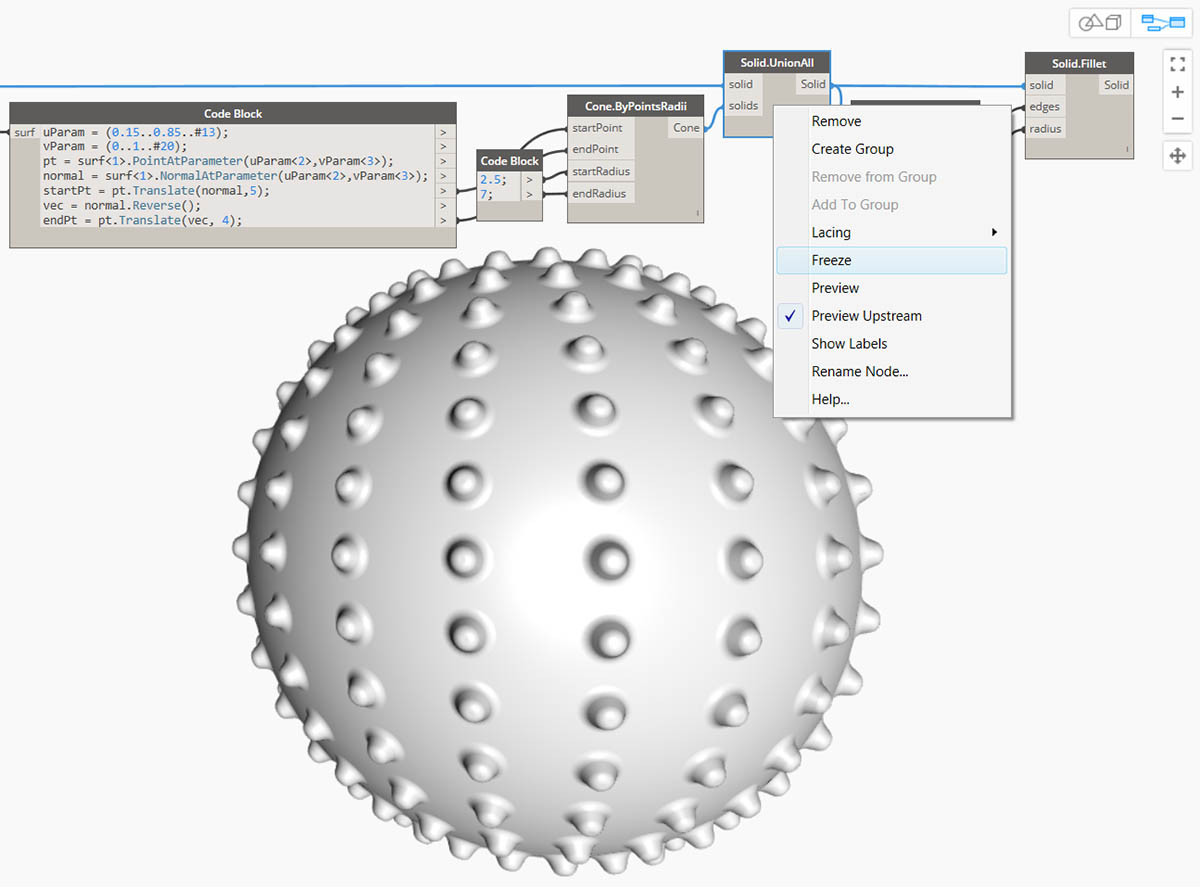 Code Block
surf
uParam = (0.15..0.85..#13);
>
vParam = (0..1..#20);
>
pt = surf<1>.PointAtParameter(uParam<2>,vParam<3>);
>
normal = surf<1>.NormalAtParameter(uParam<2>,vParam<3>);
>
startPt = pt.Translate(normal,5);
>
vec = normal.Reverse();
>
endPt = pt.Translate(vec, 4);
>
Code Block
2.5;
>
7;
>
Cone.ByPointsRadii
startPoint
Cone
endPoint
startRadius
endRadius
Solid.UnionAll
solid
Solid
solids
Solid.Fillet
solid
Solid
edges
radius
Remove
Create Group
Remove from Group
Add To Group
Lacing
Freeze
Preview
Preview Upstream
Show Labels
Rename Node...
Help...